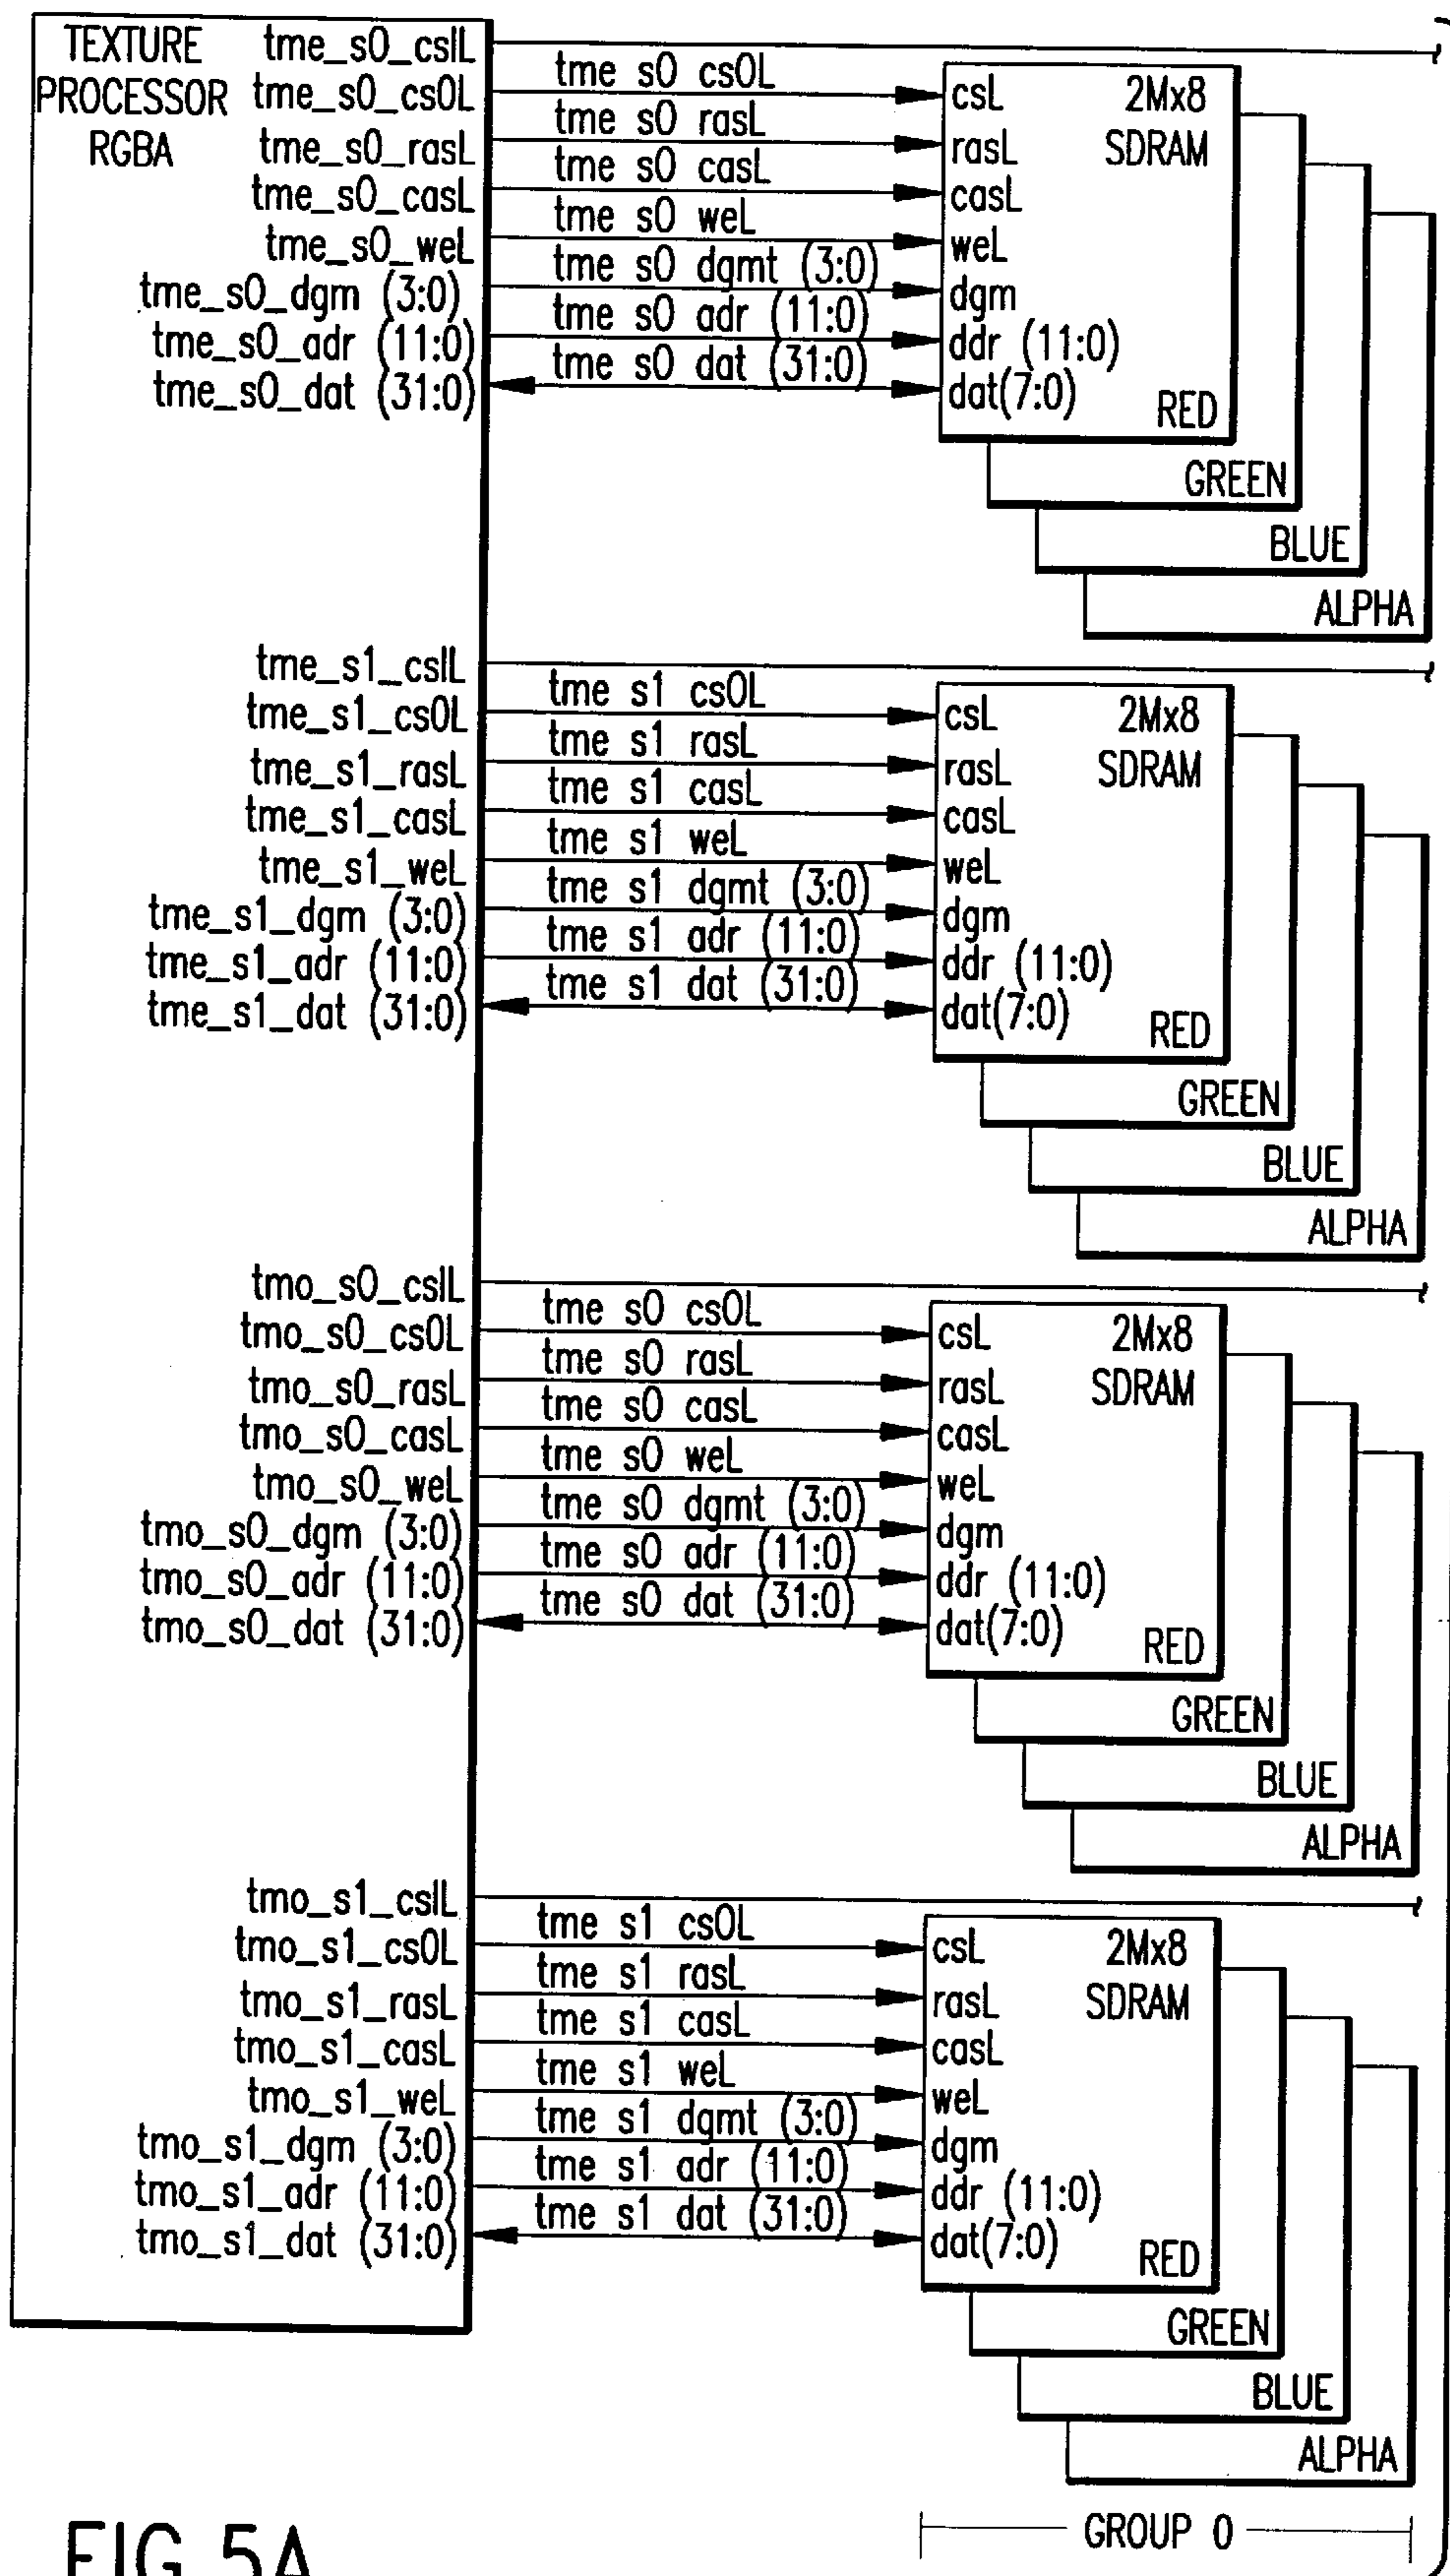 TEXTURE
PROCESSOR
RGBA
tme_s0_csIL
tme_s0_cs0L
tme_s0_rasL
tme_s0_casL
tme_s0_weL
tme_s0_dgm (3:0)
tme_s0_adr (11:0)
tme_s0_dat (31:0)
tme s0 cs0L
tme s0 rasL
tme s0 casL
tme s0 weL
tme s0 dgmt (3:0)
tme s0 adr (11:0)
tme s0 dat (31:0)
csL
rasL
casL
weL
dgm
ddr (11:0)
dat(7:0)
2Mx8
SDRAM
RED
GREEN
BLUE
ALPHA
tme_s1_csIL
tme_s1_cs0L
tme_s1_rasL
tme_s1_casL
tme_s1_weL
tme_s1_dgm (3:0)
tme_s1_adr (11:0)
tme_s1_dat (31:0)
tme s1 cs0L
tme s1 rasL
tme s1 casL
tme s1 weL
tme s1 dgmt (3:0)
tme s1 adr (11:0)
tme s1 dat (31:0)
csL
rasL
casL
weL
dgm
ddr (11:0)
dat(7:0)
2Mx8
SDRAM
RED
GREEN
BLUE
ALPHA
tmo_s0_csIL
tmo_s0_cs0L
tmo_s0_rasL
tmo_s0_casL
tmo_s0_weL
tmo_s0_dgm (3:0)
tmo_s0_adr (11:0)
tmo_s0_dat (31:0)
tme s0 cs0L
tme s0 rasL
tme s0 casL
tme s0 weL
tme s0 dgmt (3:0)
tme s0 adr (11:0)
tme s0 dat (31:0)
csL
rasL
casL
weL
dgm
ddr (11:0)
dat(7:0)
2Mx8
SDRAM
RED
GREEN
BLUE
ALPHA
tmo_s1_csIL
tmo_s1_cs0L
tmo_s1_rasL
tmo_s1_casL
tmo_s1_weL
tmo_s1_dgm (3:0)
tmo_s1_adr (11:0)
tmo_s1_dat (31:0)
tme s1 cs0L
tme s1 rasL
tme s1 casL
tme s1 weL
tme s1 dgmt (3:0)
tme s1 adr (11:0)
tme s1 dat (31:0)
csL
rasL
casL
weL
dgm
ddr (11:0)
dat(7:0)
2Mx8
SDRAM
RED
GREEN
BLUE
ALPHA
GROUP 0
FIG.5A